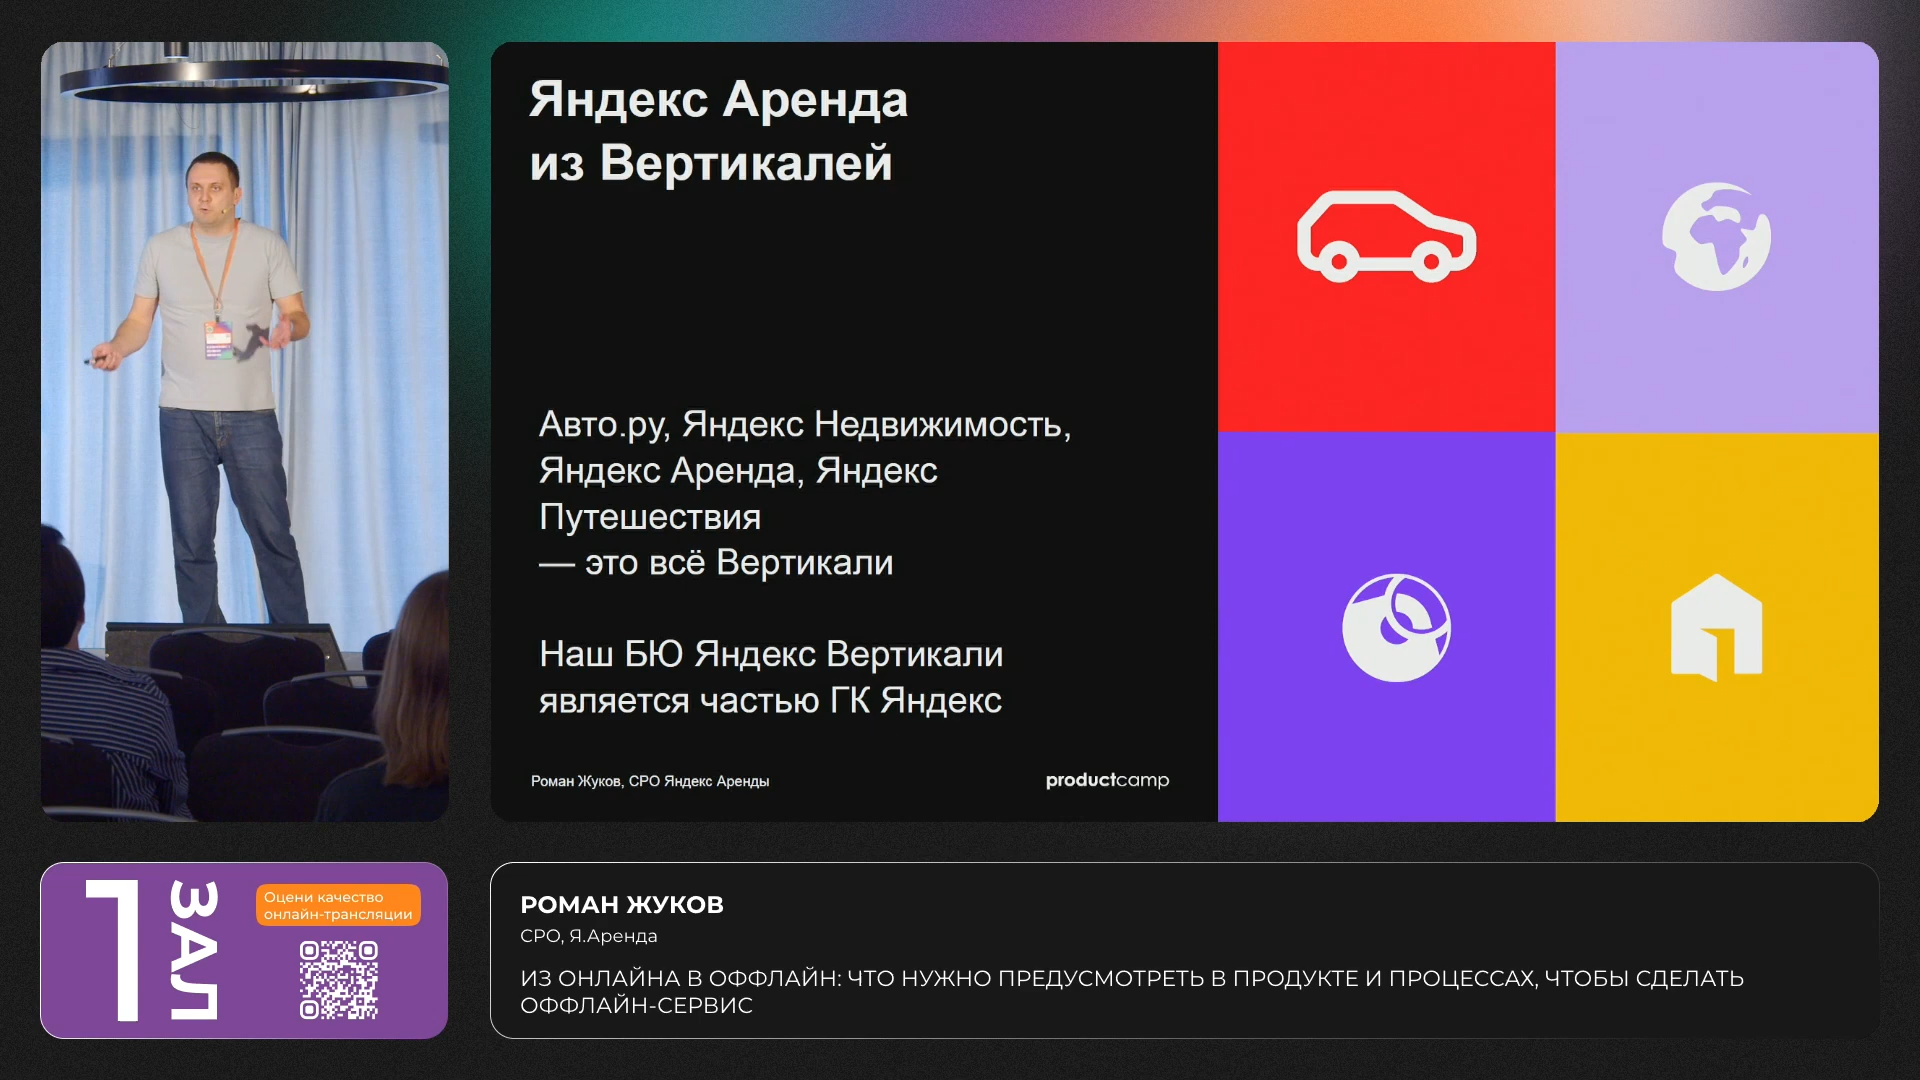 Яндекс Аренда
из Вертикалей
Авто.ру, Яндекс Недвижимость,
Яндекс Аренда, Яндекс
Путешествия
— это всё Вертикали
Наш БЮ Яндекс Вертикали
является частью ГК Яндекс
Роман Жуков, CPO Яндекс Аренды
productcamp
1 ЗАЛ
Оцени качество
онлайн-трансляции
РОМАН ЖУКОВ
CPO, Я.Аренда
ИЗ ОНЛАЙНА В ОФФЛАЙН: ЧТО НУЖНО ПРЕДУСМОТРЕТЬ В ПРОДУКТЕ И ПРОЦЕССАХ, ЧТОБЫ СДЕЛАТЬ
ОФФЛАЙН-СЕРВИС